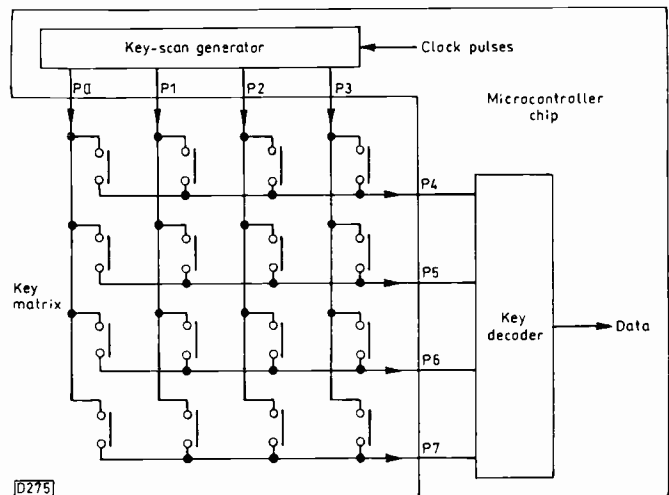 Key-scan generator
Clock pulses
P0 P1 P2 P3
Microcontroller
chip
P4
P5
Key
matrix
Key
decoder
Data
P6
P7
D275